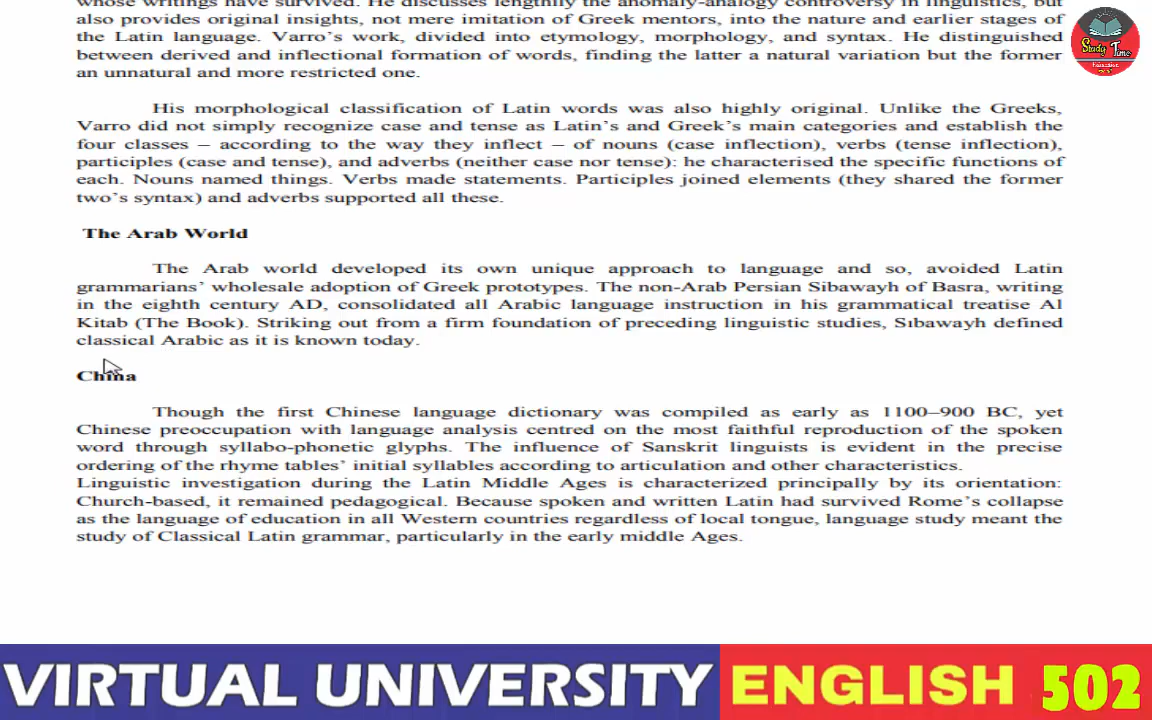 whose writings have survived. He discusses lengthily the anomaly-analogy controversy in linguistics, but
also provides original insights, not mere imitation of Greek mentors, into the nature and earlier stages of
the Latin language. Varro's work, divided into etymology, morphology, and syntax. He distinguished
between derived and inflectional formation of words, finding the latter a natural variation but the former
an unnatural and more restricted one.
His morphological classification of Latin words was also highly original. Unlike the Greeks,
Varro did not simply recognize case and tense as Latin's and Greek's main categories and establish the
four classes – according to the way they inflect – of nouns (case inflection), verbs (tense inflection),
participles (case and tense), and adverbs (neither case nor tense): he characterised the specific functions of
each. Nouns named things. Verbs made statements. Participles joined elements (they shared the former
two's syntax) and adverbs supported all these.
The Arab World
The Arab world developed its own unique approach to language and so, avoided Latin
grammarians' wholesale adoption of Greek prototypes. The non-Arab Persian Sibawayh of Basra, writing
in the eighth century AD, consolidated all Arabic language instruction in his grammatical treatise Al
Kitab (The Book). Striking out from a firm foundation of preceding linguistic studies, Sıbawayh defined
classical Arabic as it is known today.
China
Though the first Chinese language dictionary was compiled as early as 1100–900 BC, yet
Chinese preoccupation with language analysis centred on the most faithful reproduction of the spoken
word through syllabo-phonetic glyphs. The influence of Sanskrit linguists is evident in the precise
ordering of the rhyme tables' initial syllables according to articulation and other characteristics.
Linguistic investigation during the Latin Middle Ages is characterized principally by its orientation:
Church-based, it remained pedagogical. Because spoken and written Latin had survived Rome's collapse
as the language of education in all Western countries regardless of local tongue, language study meant the
study of Classical Latin grammar, particularly in the early middle Ages.
Study Time
VIRTUAL UNIVERSITY ENGLISH 502